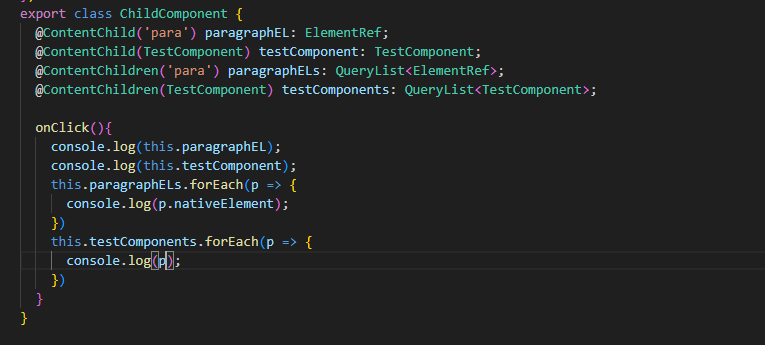 export class ChildComponent {
@ContentChild('para') paragraphEL: ElementRef;
@ContentChild(TestComponent) testComponent: TestComponent;
@ContentChildren('para') paragraphELs: QueryList<ElementRef>;
@ContentChildren(TestComponent) testComponents: QueryList<TestComponent>;
onClick(){
console.log(this.paragraphEL);
console.log(this.testComponent);
this.paragraphELs.forEach(p => {
console.log(p.nativeElement);
})
this.testComponents.forEach(p => {
console.log(p);
})
}
}